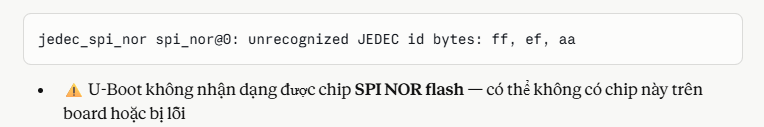 jedec_spi_nor spi_nor@0: unrecognized JEDEC id bytes: ff, ef, aa
• ⚠️ U-Boot không nhận dạng được chip SPI NOR flash — có thể không có chip này trên
board hoặc bị lỗi